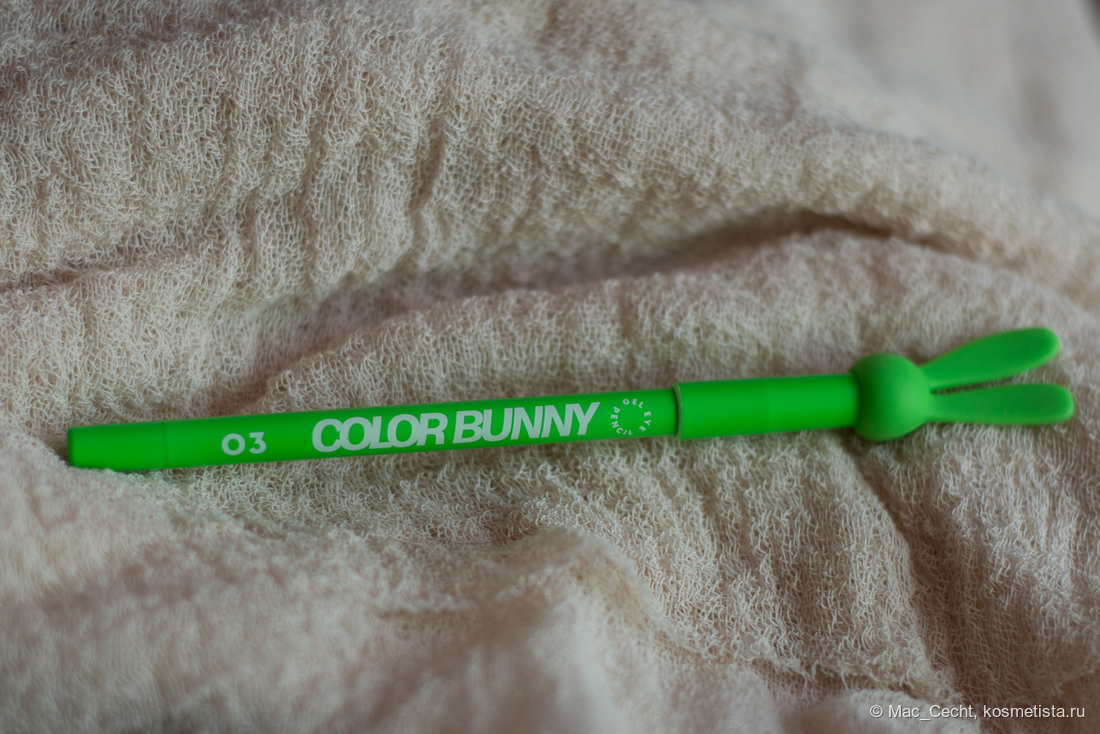 03 COLOR BUNNY GEL EYE PENCIL
© Mac_Cecht, kosmetista.ru